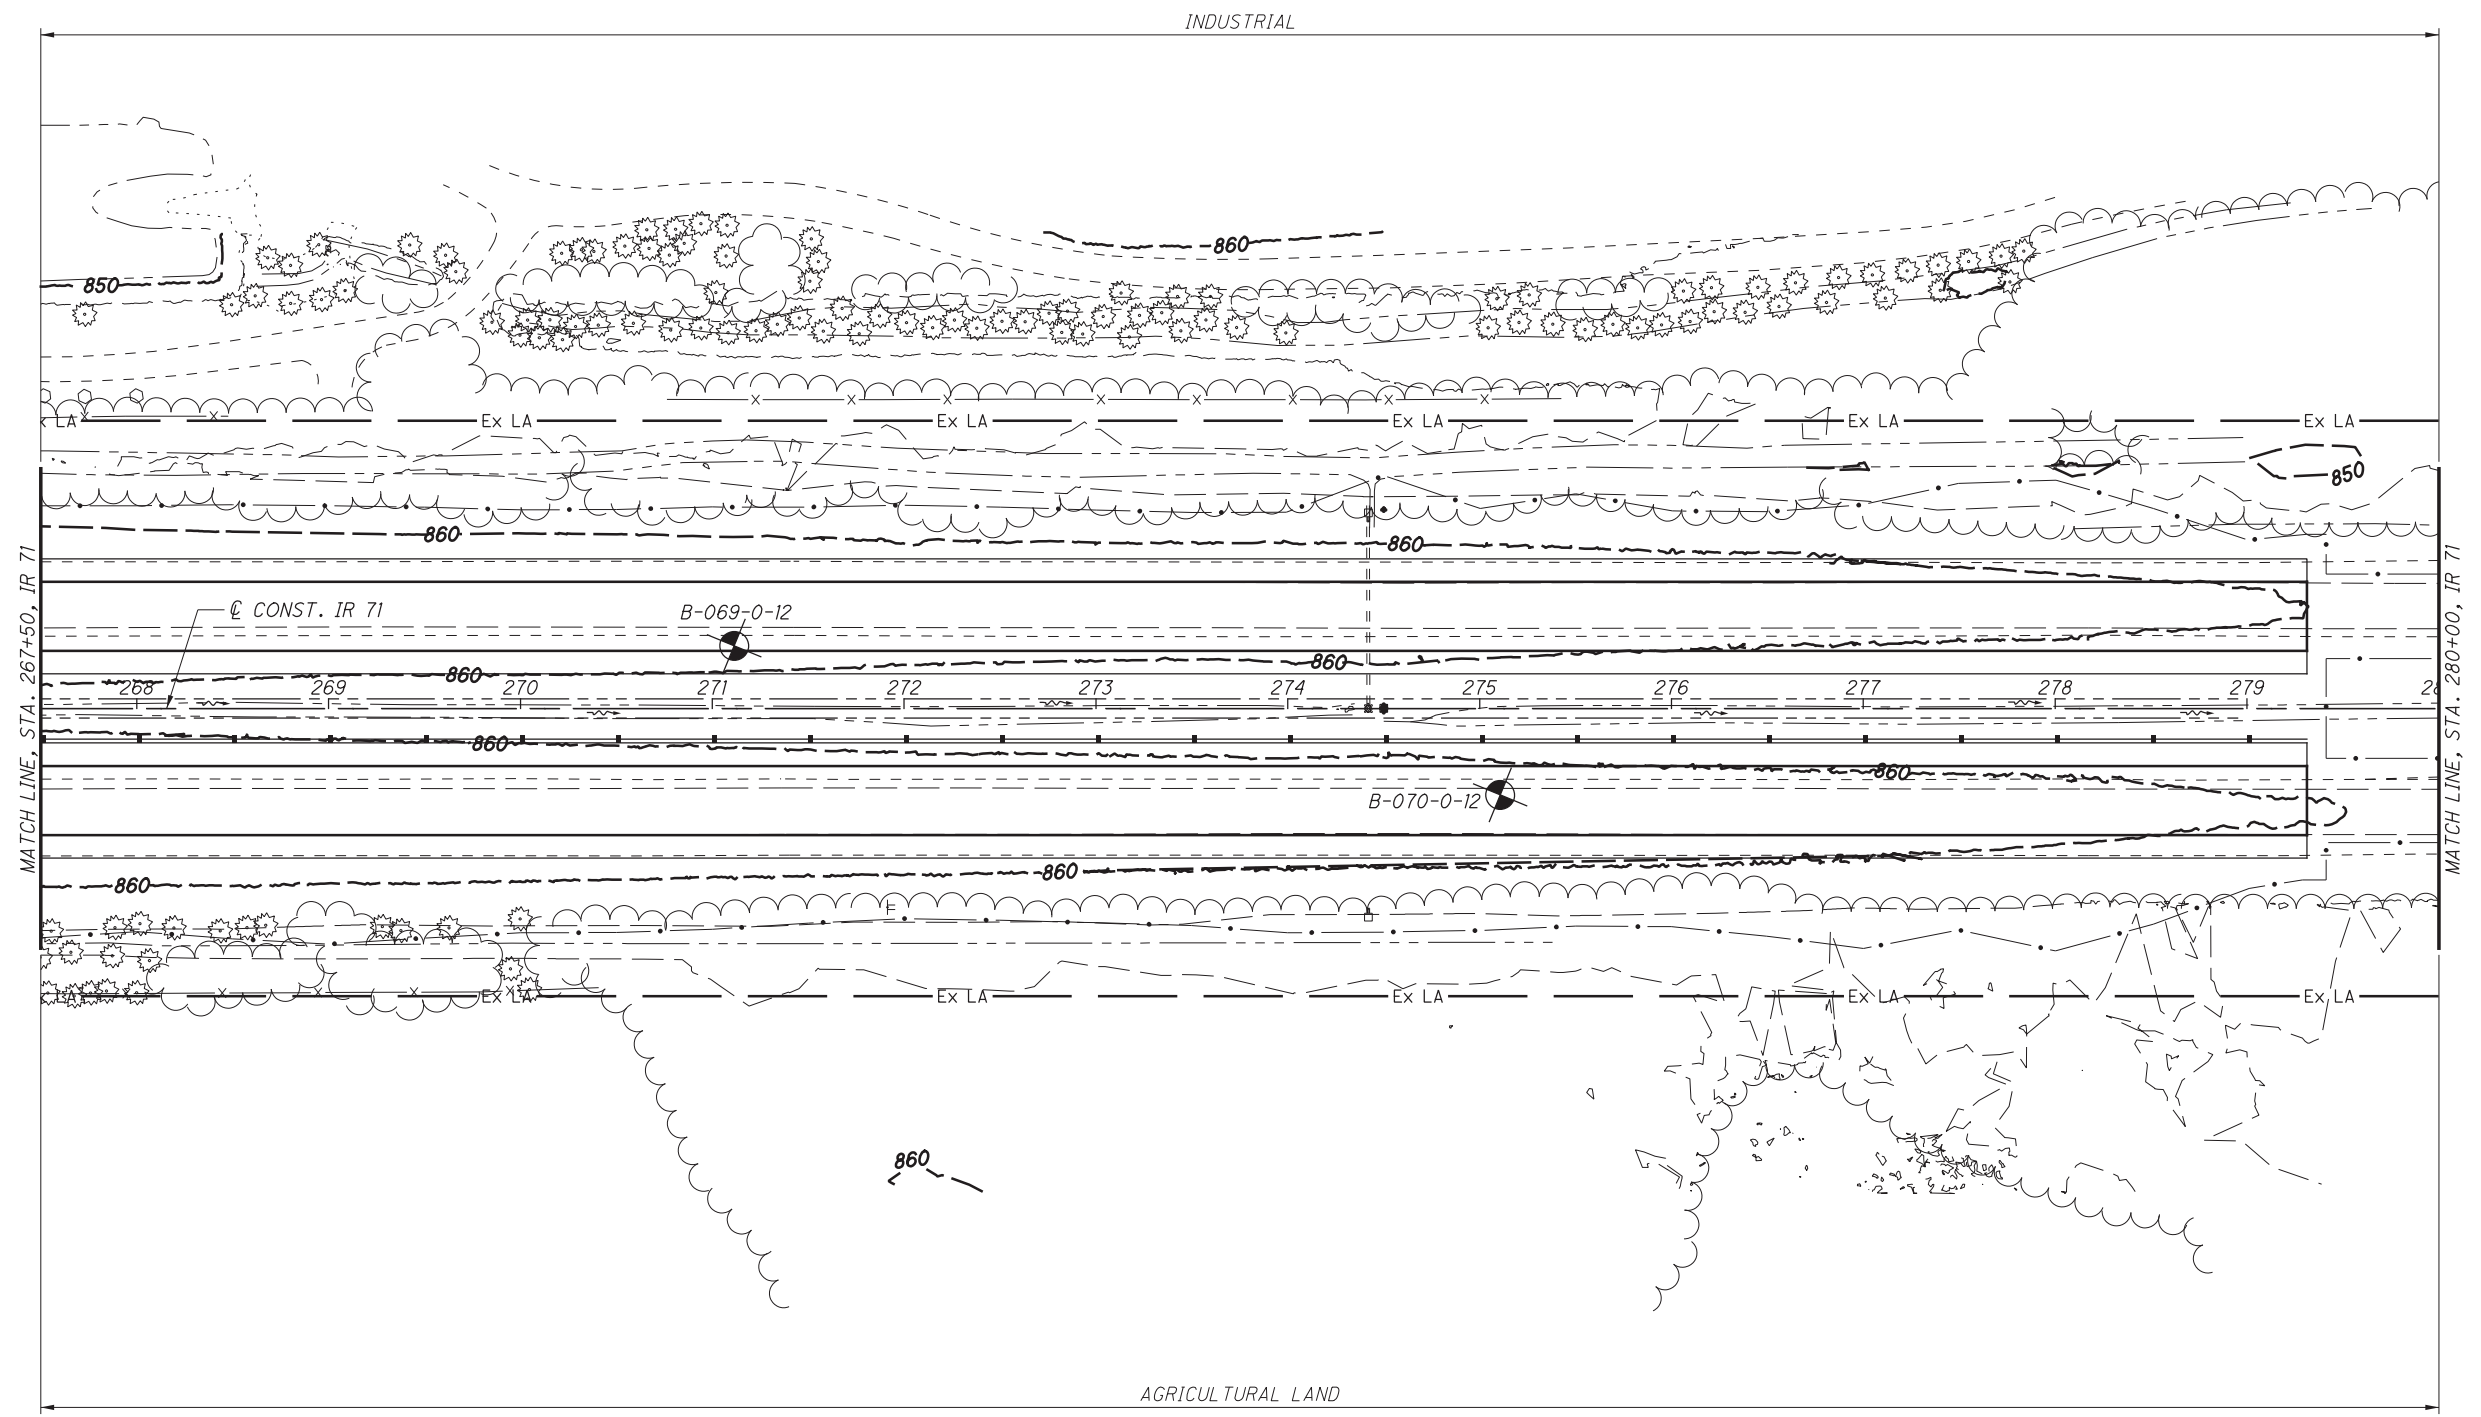 INDUSTRIAL
860
850
LA
Ex LA
Ex LA
Ex LA
Ex LA
Ex LA
850
860
860
MATCH LINE, STA. 267+50, IR 71
MATCH LINE, STA. 280+00, IR 71
℄ CONST. IR 71
B-069-0-12
860
860
268
269
270
271
272
273
274
275
276
277
278
279
28
860
860
B-070-0-12
860
860
LA
Ex LA
Ex LA
Ex LA
Ex LA
Ex LA
860
AGRICULTURAL LAND